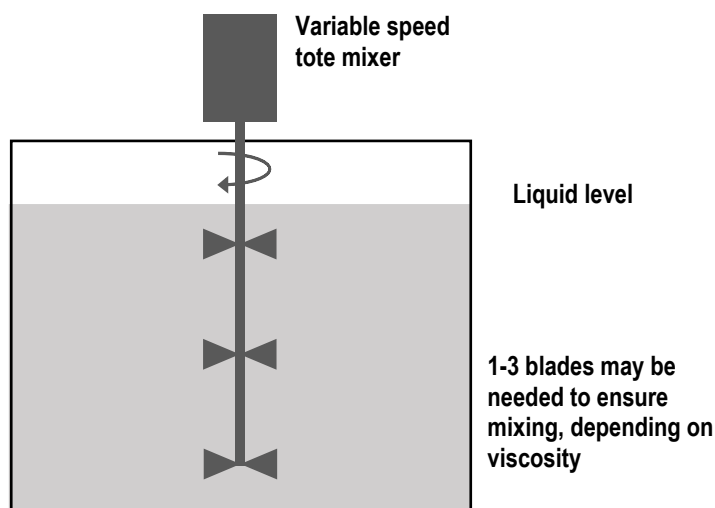 Variable speed
tote mixer
Liquid level
1-3 blades may be
needed to ensure
mixing, depending on
viscosity